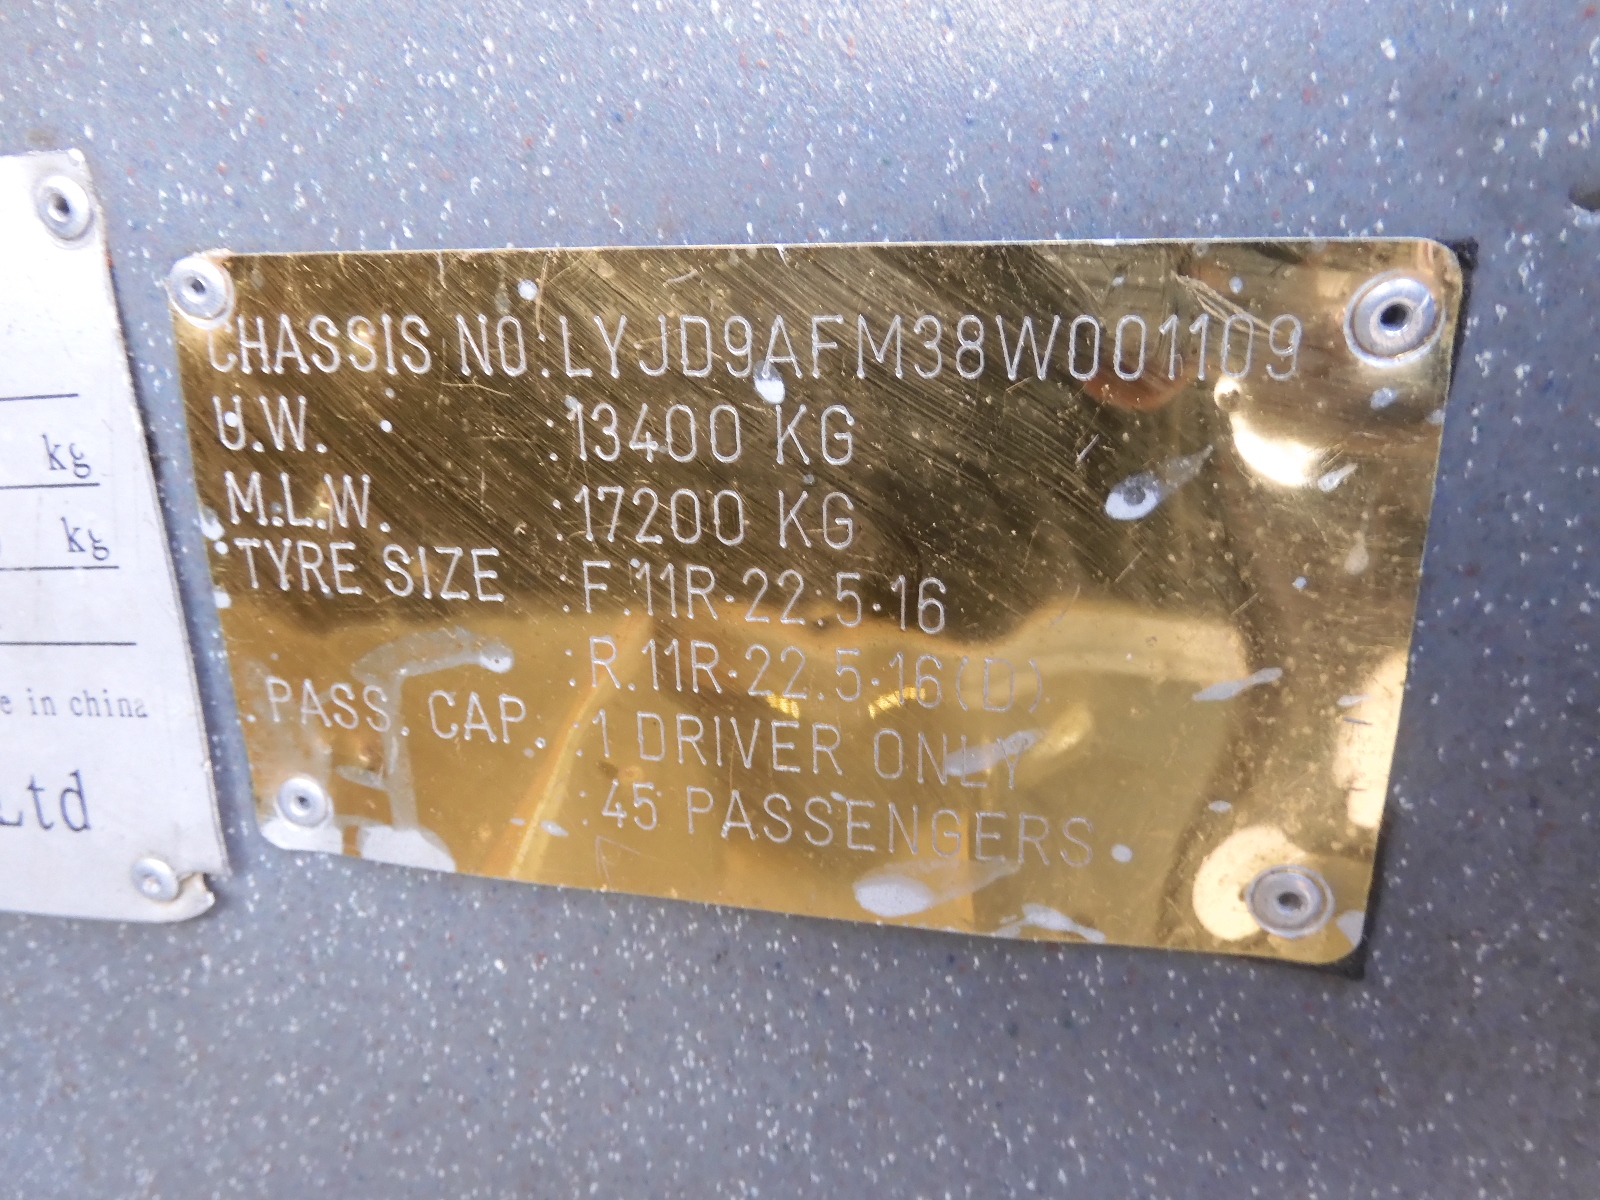 CHASSIS NO.:LYJD9AFM38W001109
U.W. :13400 KG
M.L.W. :17200 KG
TYRE SIZE :F.11R·22.5·16
:R.11R·22.5·16(D)
PASS. CAP. :1 DRIVER ONLY
:45 PASSENGERS
kg
kg
in china
Ltd